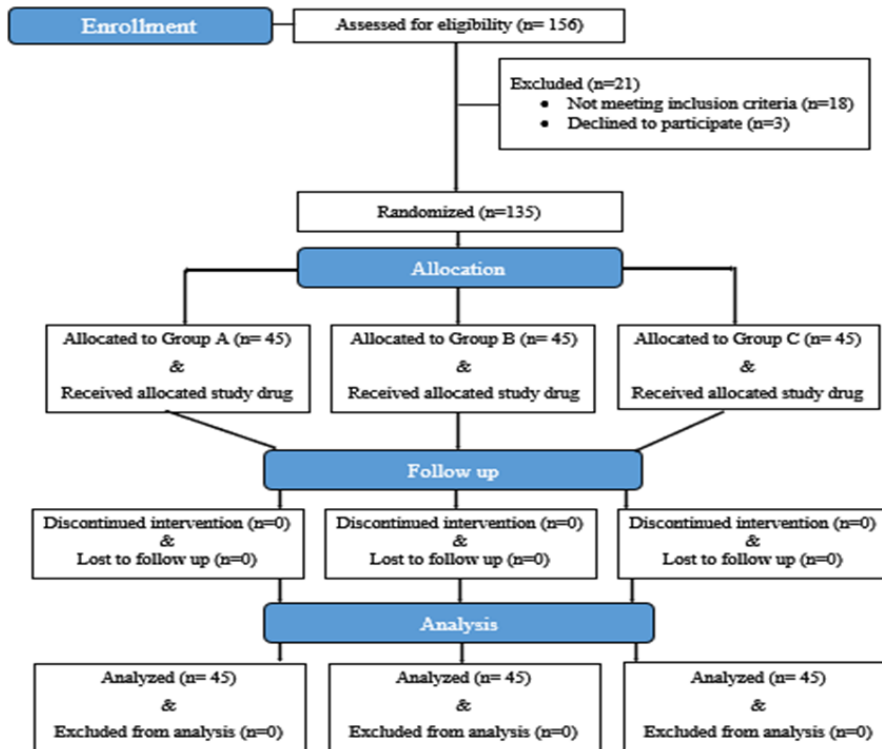 Enrollment
Assessed for eligibility (n= 156)
Excluded (n=21)
• Not meeting inclusion criteria (n=18)
• Declined to participate (n=3)
Randomized (n=135)
Allocation
Allocated to Group A (n= 45)
&
Received allocated study drug
Allocated to Group B (n= 45)
&
Received allocated study drug
Allocated to Group C (n= 45)
&
Received allocated study drug
Follow up
Discontinued intervention (n=0)
&
Lost to follow up (n=0)
Discontinued intervention (n=0)
&
Lost to follow up (n=0)
Discontinued intervention (n=0)
&
Lost to follow up (n=0)
Analysis
Analyzed (n= 45)
&
Excluded from analysis (n=0)
Analyzed (n= 45)
&
Excluded from analysis (n=0)
Analyzed (n= 45)
&
Excluded from analysis (n=0)